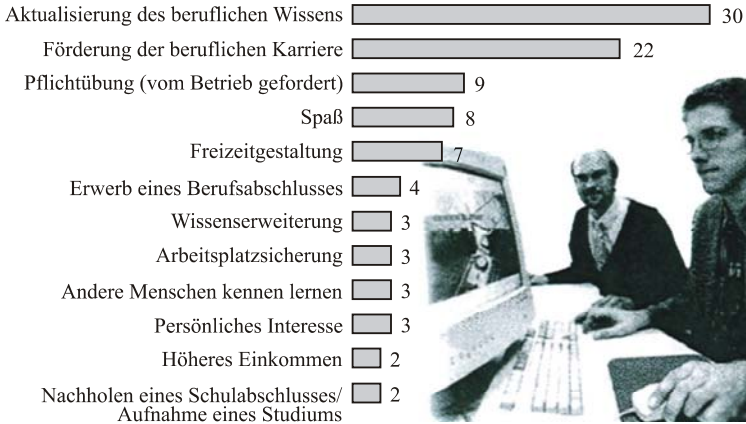 Aktualisierung des beruflichen Wissens 30
Förderung der beruflichen Karriere 22
Pflichtübung (vom Betrieb gefordert) 9
Spaß 8
Freizeitgestaltung 7
Erwerb eines Berufsabschlusses 4
Wissenserweiterung 3
Arbeitsplatzsicherung 3
Andere Menschen kennen lernen 3
Persönliches Interesse 3
Höheres Einkommen 2
Nachholen eines Schulabschlusses/ 2
Aufnahme eines Studiums